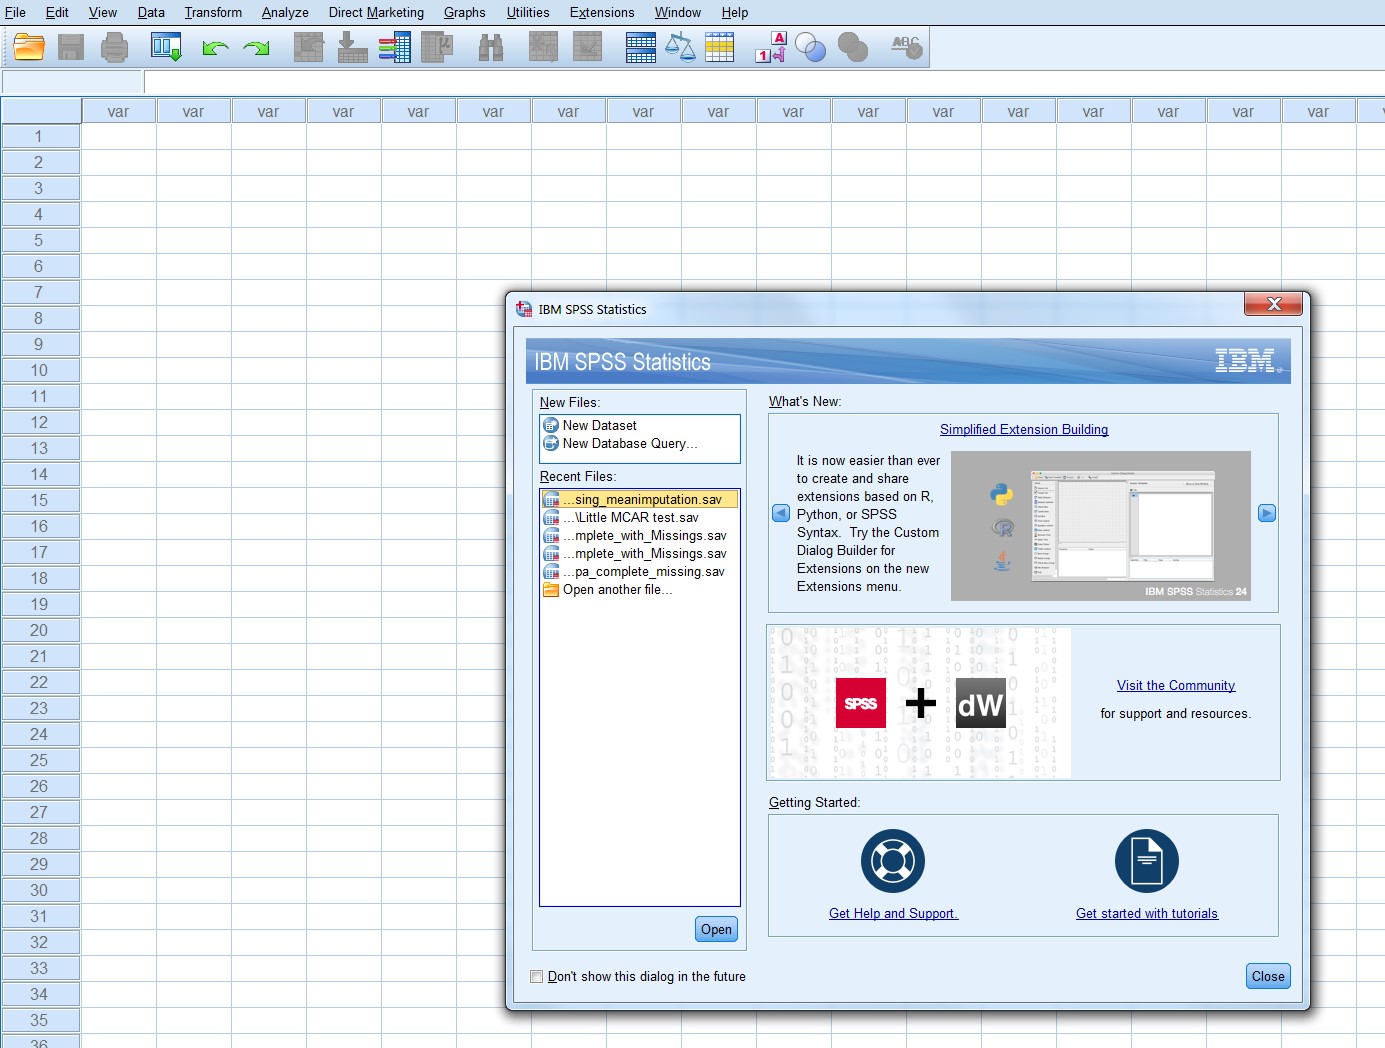 File Edit View Data Transform Analyze Direct Marketing Graphs Utilities Extensions Window Help
A
1
ABC
var var var var var var var var var var var var var var var var var
1
2
3
4
5
6
7
8
9
10
11
12
13
14
15
16
17
18
19
20
21
22
23
24
25
26
27
28
29
30
31
32
33
34
35
36
IBM SPSS Statistics
IBM SPSS Statistics
IBM
New Files:
New Dataset
New Database Query...
Recent Files:
...sing_meanimputation.sav
...\Little MCAR test.sav
...mplete_with_Missings.sav
...mplete_with_Missings.sav
...pa_complete_missing.sav
Open another file...
Open
What's New:
Simplified Extension Building
It is now easier than ever
to create and share
extensions based on R,
Python, or SPSS
Syntax. Try the Custom
Dialog Builder for
Extensions on the new
Extensions menu.
IBM SPSS Statistics 24
SPSS + dW
Visit the Community
for support and resources.
Getting Started:
Get Help and Support.
Get started with tutorials
Don't show this dialog in the future
Close